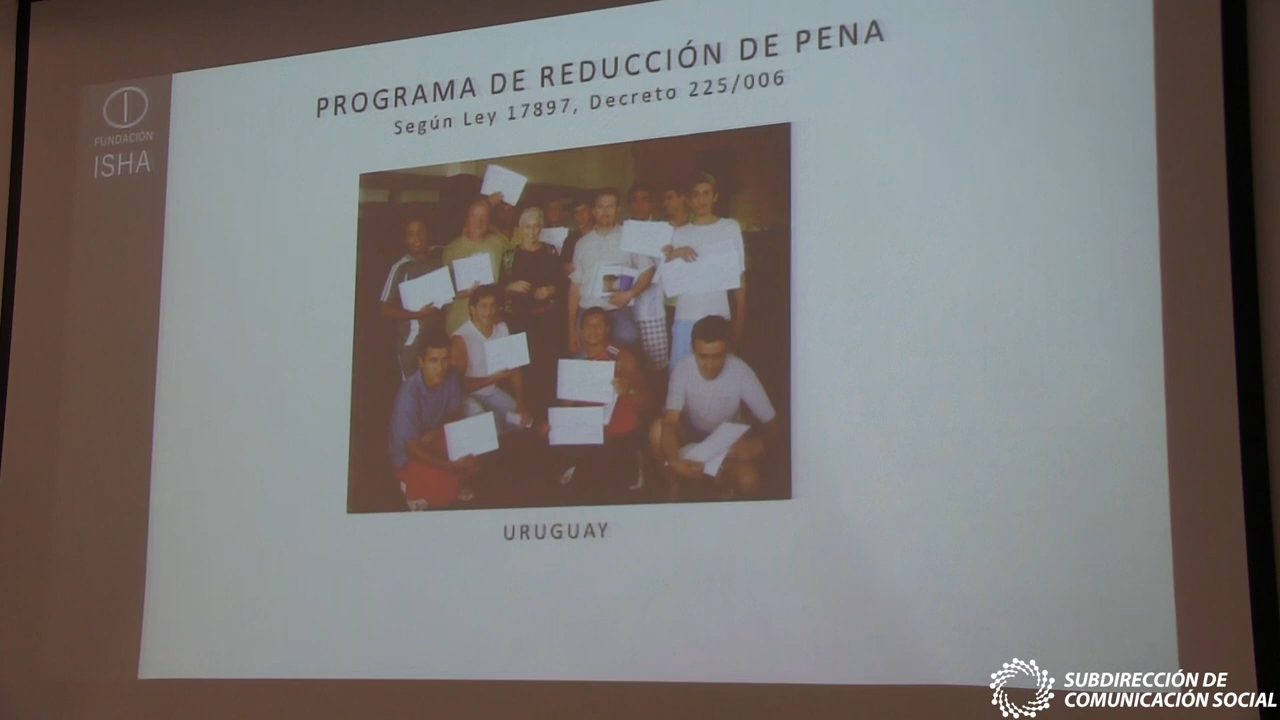 PROGRAMA DE REDUCCIÓN DE PENA
Según Ley 17897, Decreto 225/006
FUNDACIÓN
ISHA
URUGUAY
SUBDIRECCIÓN DE
COMUNICACIÓN SOCIAL